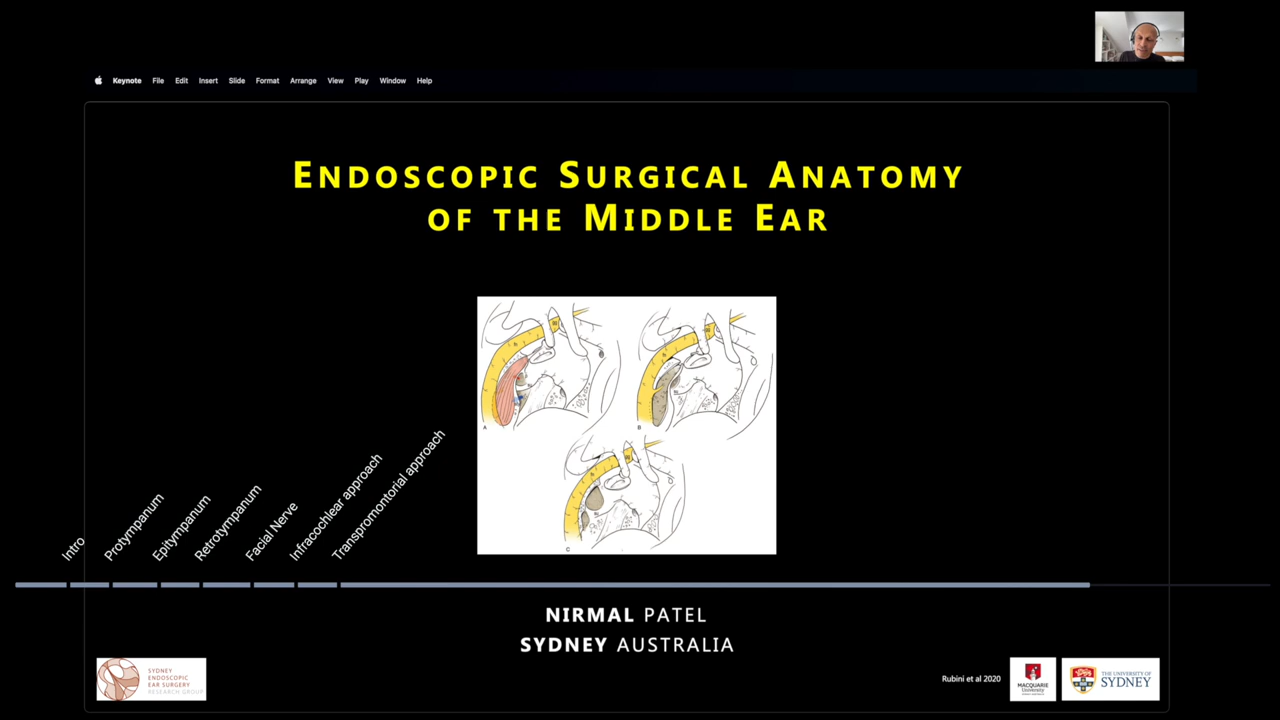 Keynote File Edit Insert Slide Format Arrange View Play Window Help
ENDOSCOPIC SURGICAL ANATOMY
OF THE MIDDLE EAR
A
B
C
Intro
Protympanum
Epitympanum
Retrotympanum
Facial Nerve
Infracochlear approach
Transpromontorial approach
NIRMAL PATEL
SYDNEY AUSTRALIA
SYDNEY
ENDOSCOPIC
EAR SURGERY
RESEARCH GROUP
Rubini et al 2020
MACQUARIE
University
THE UNIVERSITY OF
SYDNEY